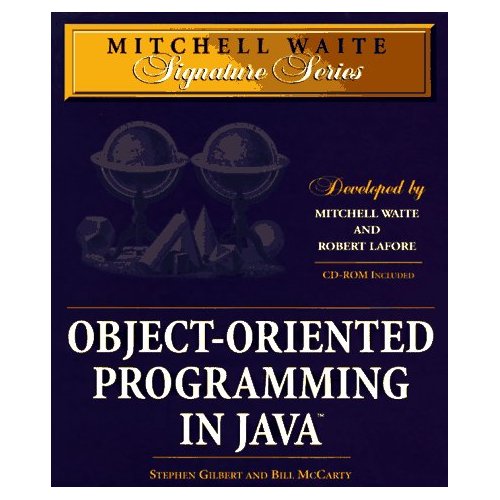 MITCHELL WAITE
Signature Series
Developed by
MITCHELL WAITE
AND
ROBERT LAFORE
CD-ROM INCLUDED
OBJECT-ORIENTED
PROGRAMMING
IN JAVA™
STEPHEN GILBERT AND BILL MCCARTY